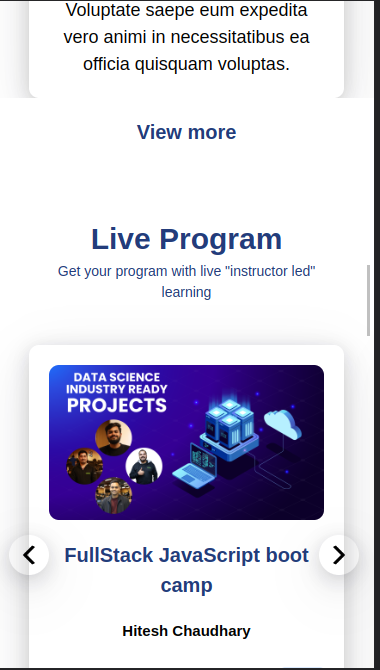 Voluptate saepe eum expedita
vero animi in necessitatibus ea
officia quisquam voluptas.
View more
Live Program
Get your program with live "instructor led"
learning
DATA SCIENCE
INDUSTRY READY
PROJECTS
FullStack JavaScript boot
camp
Hitesh Chaudhary